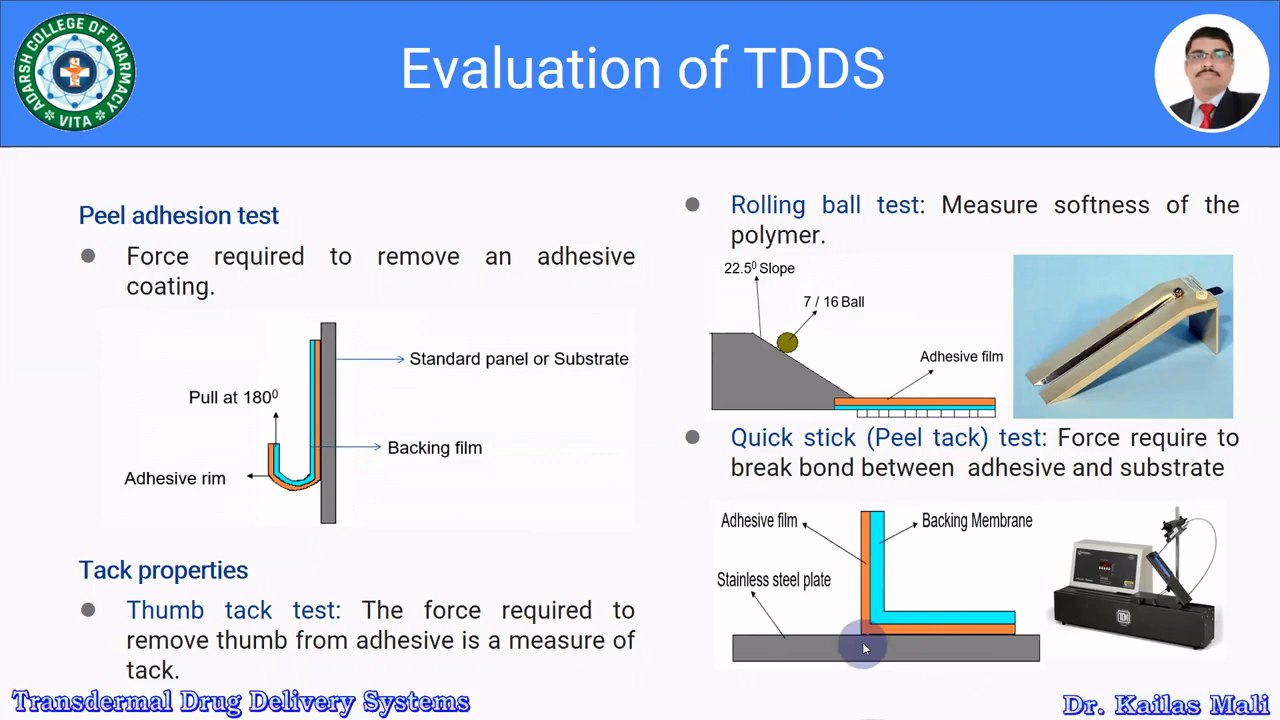 ADARSH COLLEGE OF PHARMACY
VITA
Evaluation of TDDS
Peel adhesion test
Force required to remove an adhesive
coating.
Standard panel or Substrate
Pull at 180⁰
Backing film
Adhesive rim
Tack properties
Thumb tack test: The force required to
remove thumb from adhesive is a measure of
tack.
Rolling ball test: Measure softness of the
polymer.
22.5⁰ Slope
7 / 16 Ball
Adhesive film
Quick stick (Peel tack) test: Force require to
break bond between adhesive and substrate
Adhesive film
Backing Membrane
Stainless steel plate
Transdermal Drug Delivery Systems
Dr. Kailas Mali